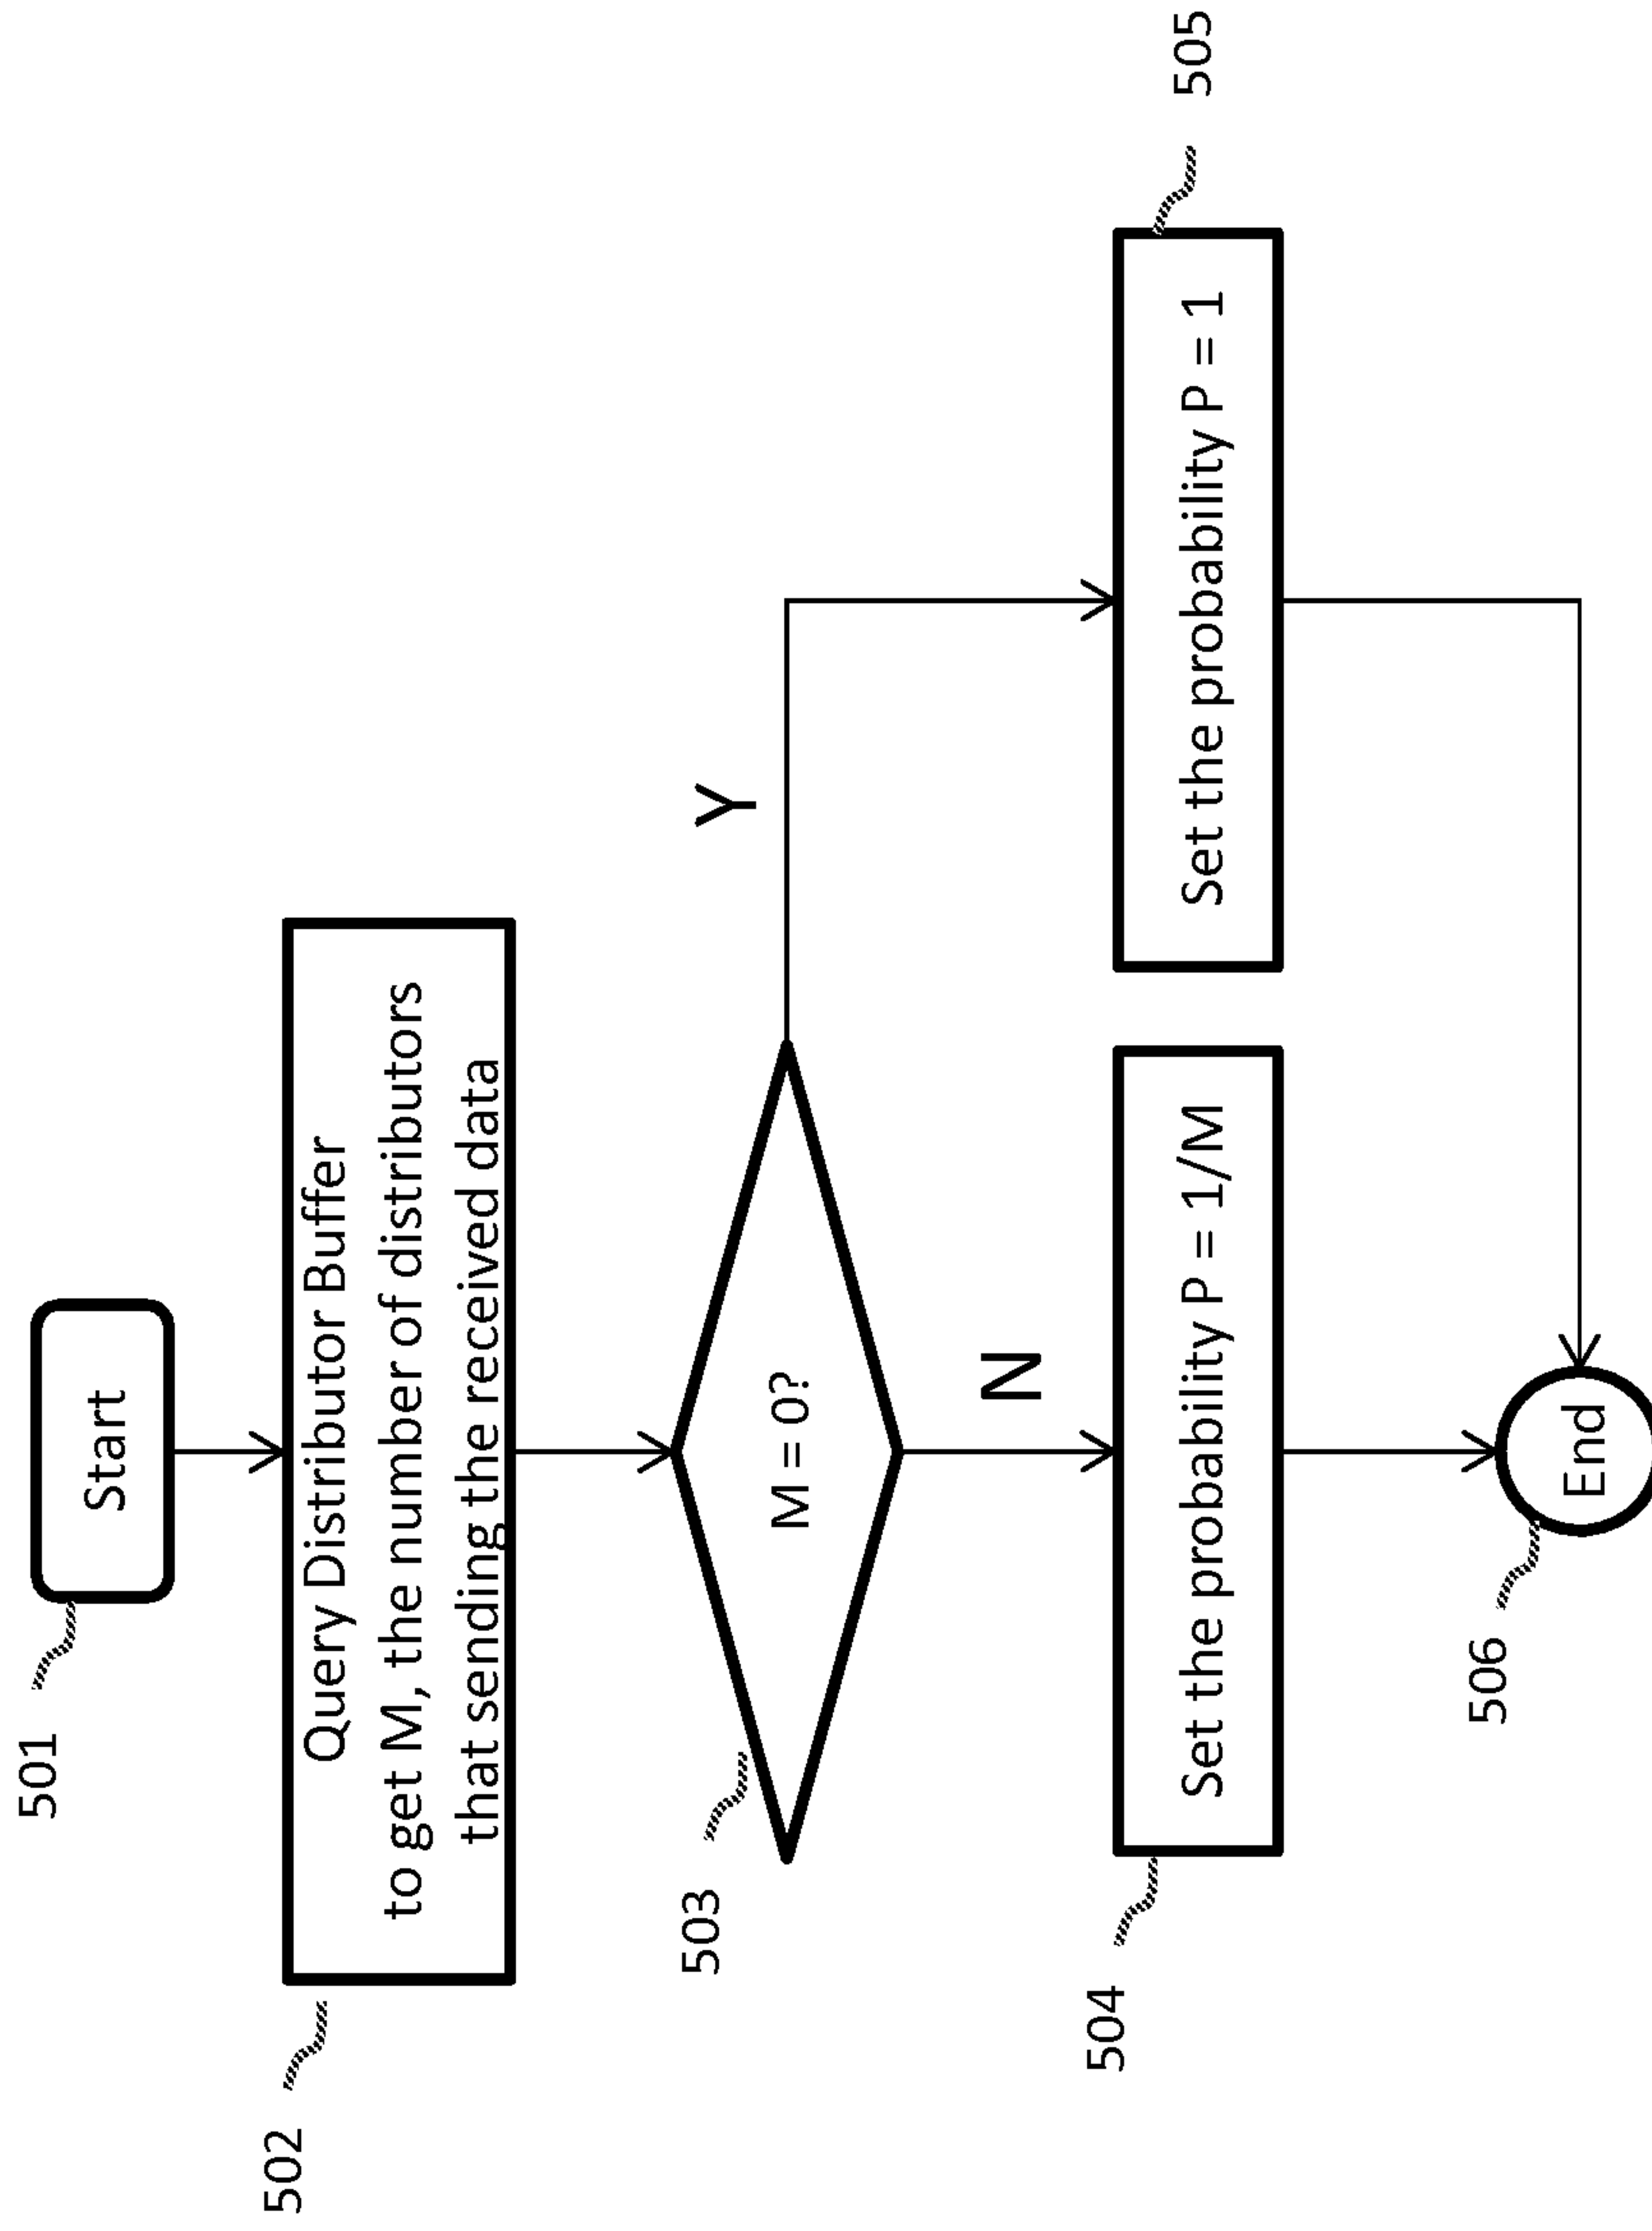 501
Start
502
Query Distributor Buffer
to get M, the number of distributors
that sending the received data
503
M = 0?
Y
N
504
Set the probability P = 1/M
505
Set the probability P = 1
506
End